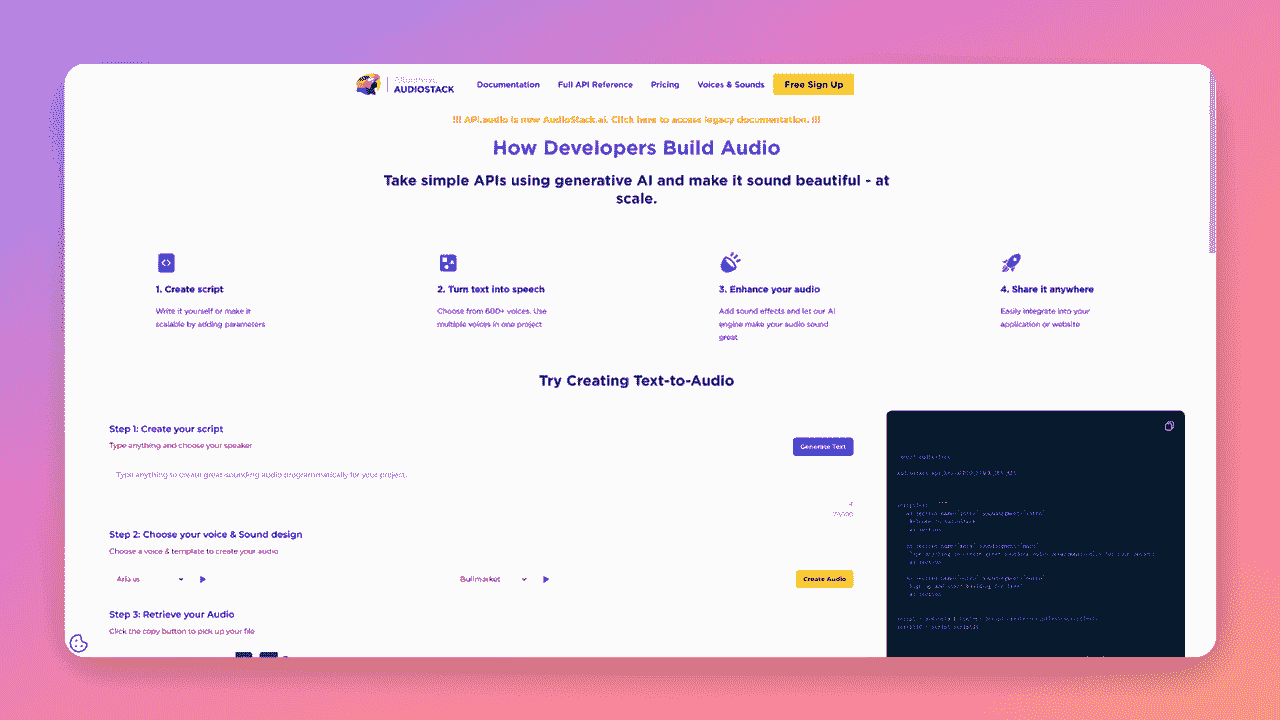 AUDIOSTACK
Documentation
Full API Reference
Pricing
Voices & Sounds
Free Sign Up
!!! API.audio is now AudioStack.ai. Click here to access legacy documentation. !!!
How Developers Build Audio
Take simple APIs using generative AI and make it sound beautiful - at
scale.
1. Create script
Write it yourself or make it
scalable by adding parameters
2. Turn text into speech
Choose from 600+ voices. Use
multiple voices in one project
3. Enhance your audio
Add sound effects and let our AI
engine make your audio sound
great
4. Share it anywhere
Easily integrate into your
application or website
Try Creating Text-to-Audio
Step 1: Create your script
Type anything and choose your speaker
Generate Text
Type anything to create great sounding audio programmatically for your project.
Step 2: Choose your voice & Sound design
Choose a voice & template to create your audio
Aria us
Bullmarket
Create Audio
Step 3: Retrieve your Audio
Click the copy button to pick up your file